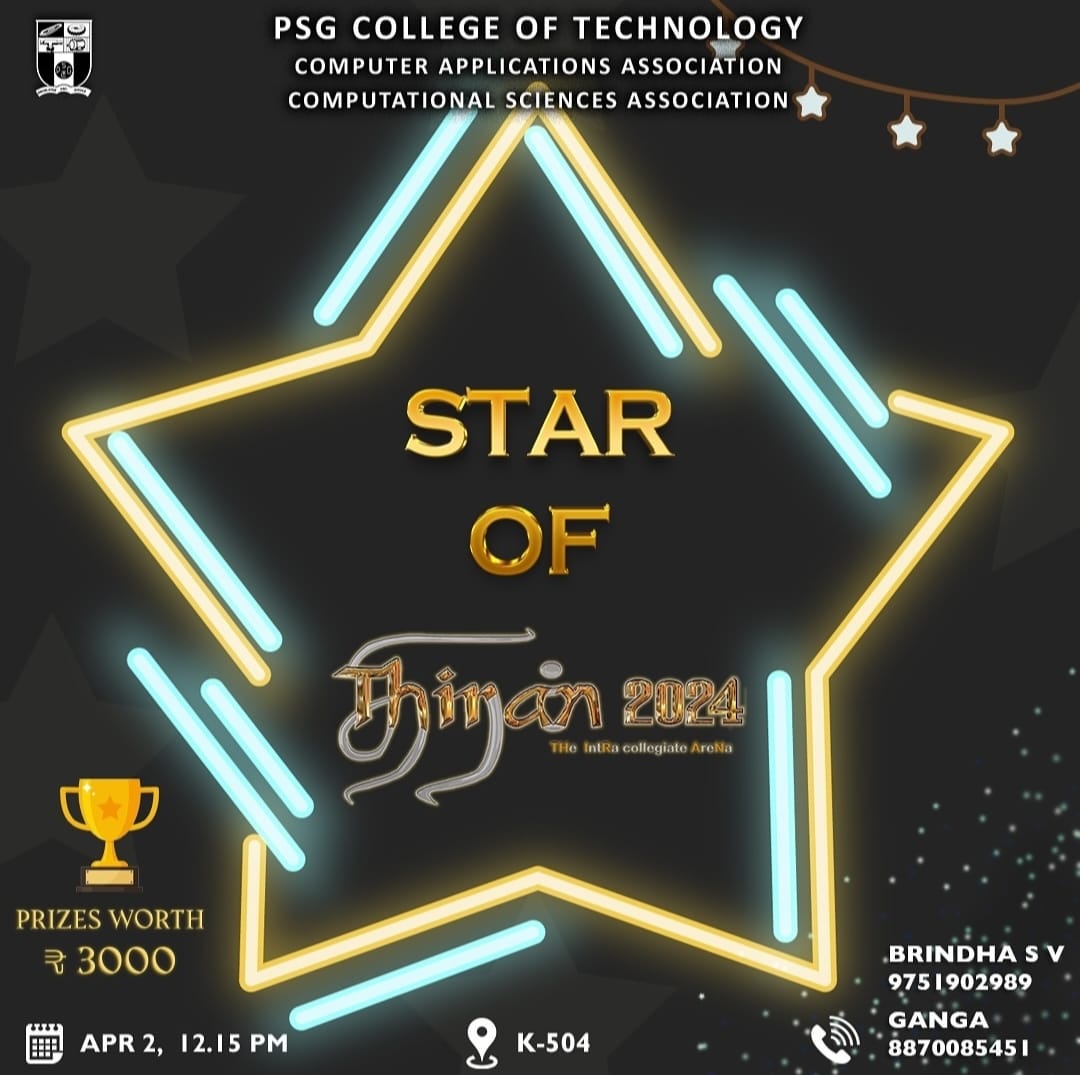 PSG COLLEGE OF TECHNOLOGY
COMPUTER APPLICATIONS ASSOCIATION
COMPUTATIONAL SCIENCES ASSOCIATION
STAR
OF
Thiran 2024
THe IntRa collegiate AreNa
PRIZES WORTH
₹ 3000
APR 2, 12.15 PM
K-504
BRINDHA S V
9751902989
GANGA
8870085451